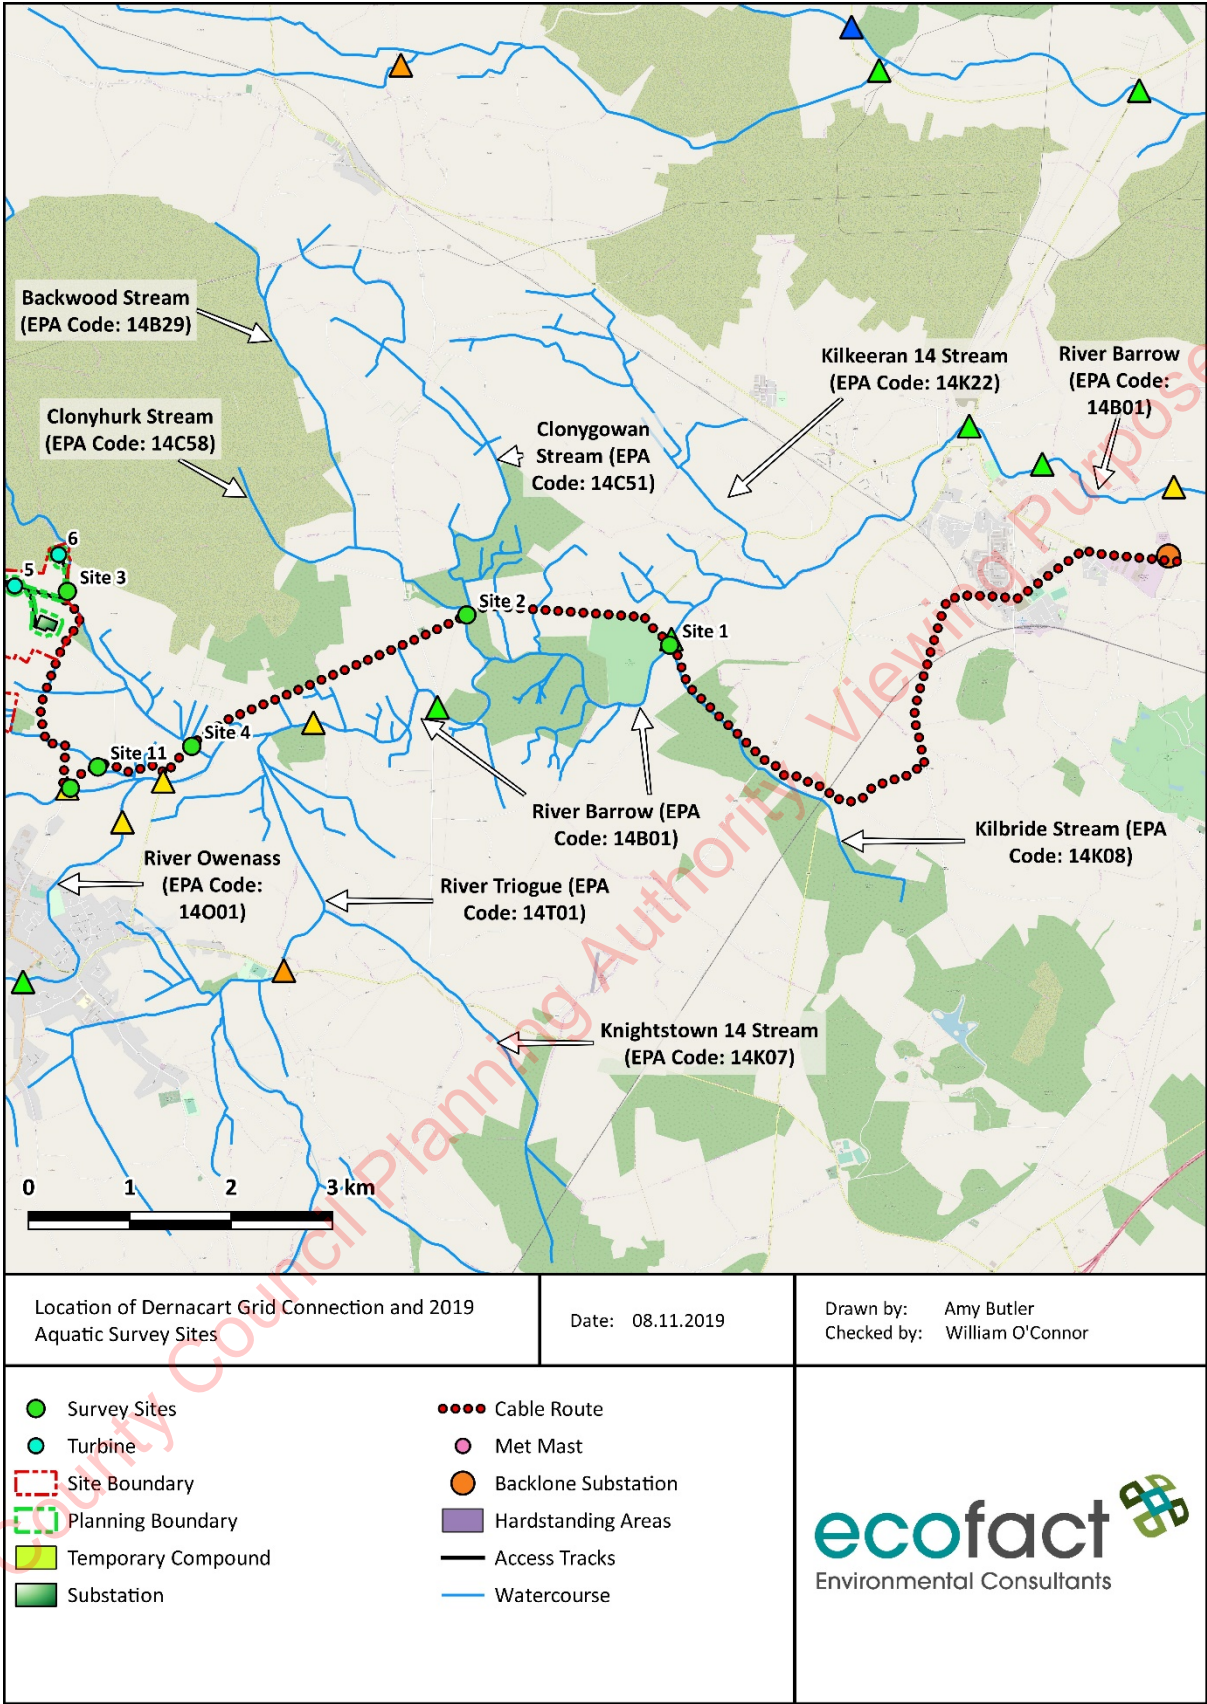 Backwood Stream
(EPA Code: 14B29)
Kilkeeran 14 Stream
(EPA Code: 14K22)
River Barrow
(EPA Code:
14B01)
Clonyhurk Stream
(EPA Code: 14C58)
Clonygowan
Stream (EPA
Code: 14C51)
6
5
Site 3
Site 2
Site 1
Site 4
Site 11
River Barrow (EPA
Code: 14B01)
Kilbride Stream (EPA
Code: 14K08)
River Owenass
(EPA Code:
14O01)
River Triogue (EPA
Code: 14T01)
Knightstown 14 Stream
(EPA Code: 14K07)
0 1 2 3 km
County Council Planning Authority, Viewing Purpose
Location of Dernacart Grid Connection and 2019
Aquatic Survey Sites
Date: 08.11.2019
Drawn by: Amy Butler
Checked by: William O'Connor
Survey Sites
Turbine
Site Boundary
Planning Boundary
Temporary Compound
Substation
Cable Route
Met Mast
Backlone Substation
Hardstanding Areas
Access Tracks
Watercourse
ecofact
Environmental Consultants